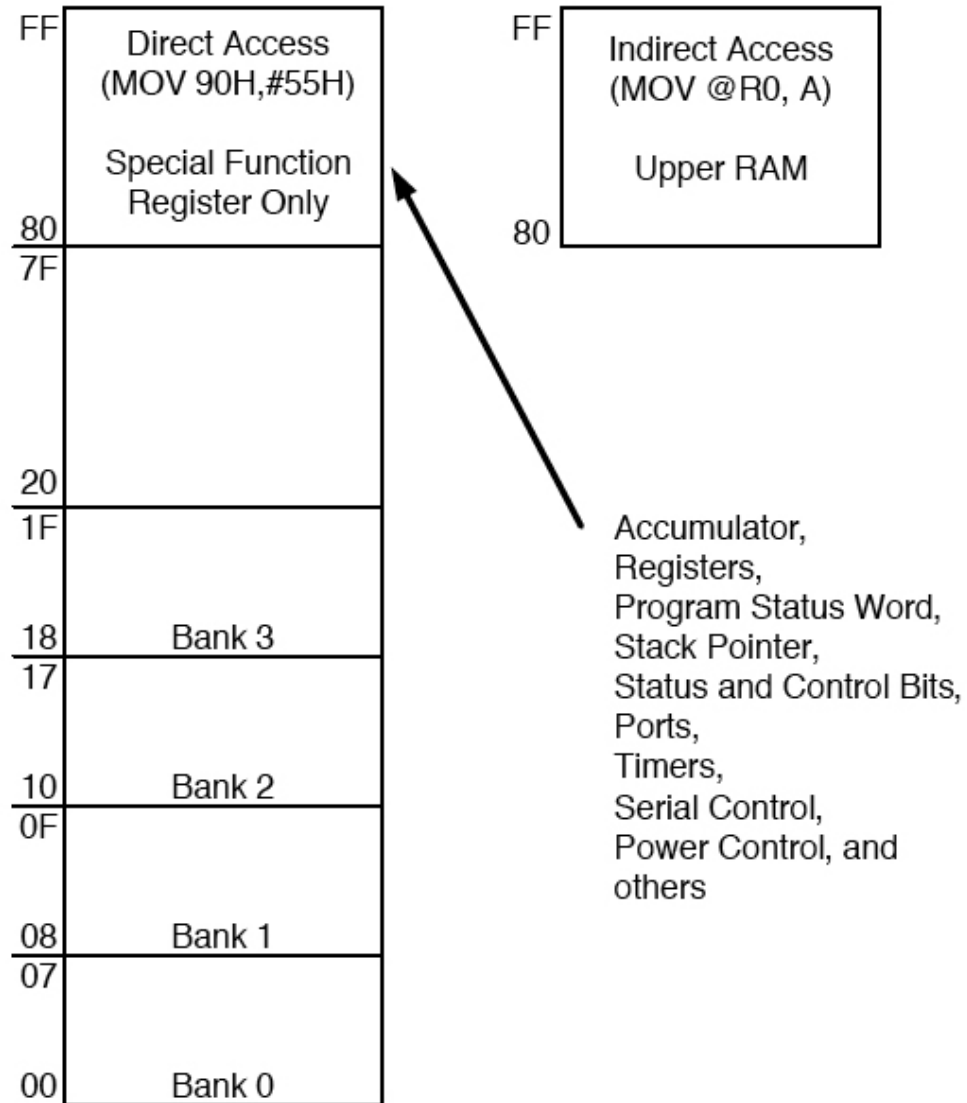 FF
Direct Access
(MOV 90H,#55H)
Special Function
Register Only
80
FF
Indirect Access
(MOV @R0, A)
Upper RAM
80
7F
20
1F
18
Bank 3
17
10
Bank 2
0F
08
Bank 1
07
00
Bank 0
Accumulator,
Registers,
Program Status Word,
Stack Pointer,
Status and Control Bits,
Ports,
Timers,
Serial Control,
Power Control, and
others